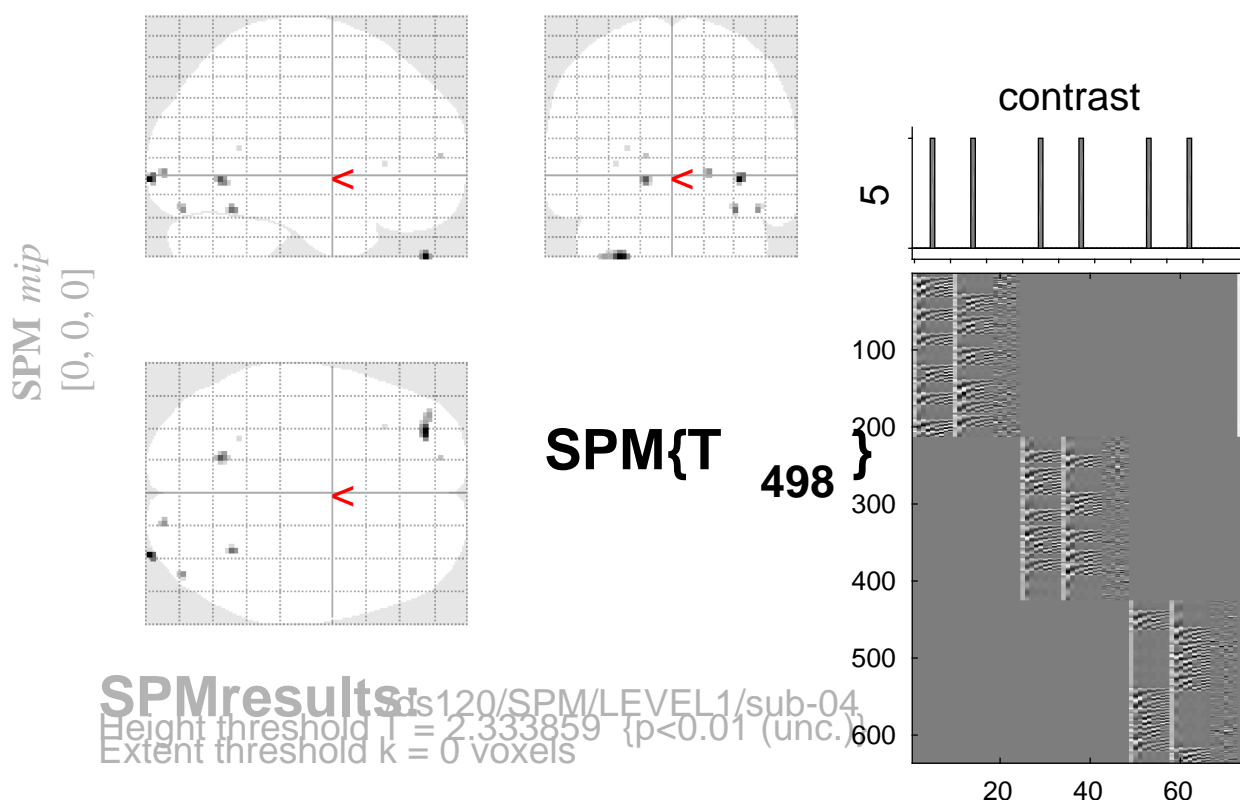 contrast
5
SPM mip
[0, 0, 0]
<
<
<
SPM{T498}
100
200
300
400
500
600
20
40
60
SPMresults: /ds120/SPM/LEVEL1/sub-04
Height threshold T = 2.333859 {p<0.01 (unc.)}
Extent threshold k = 0 voxels